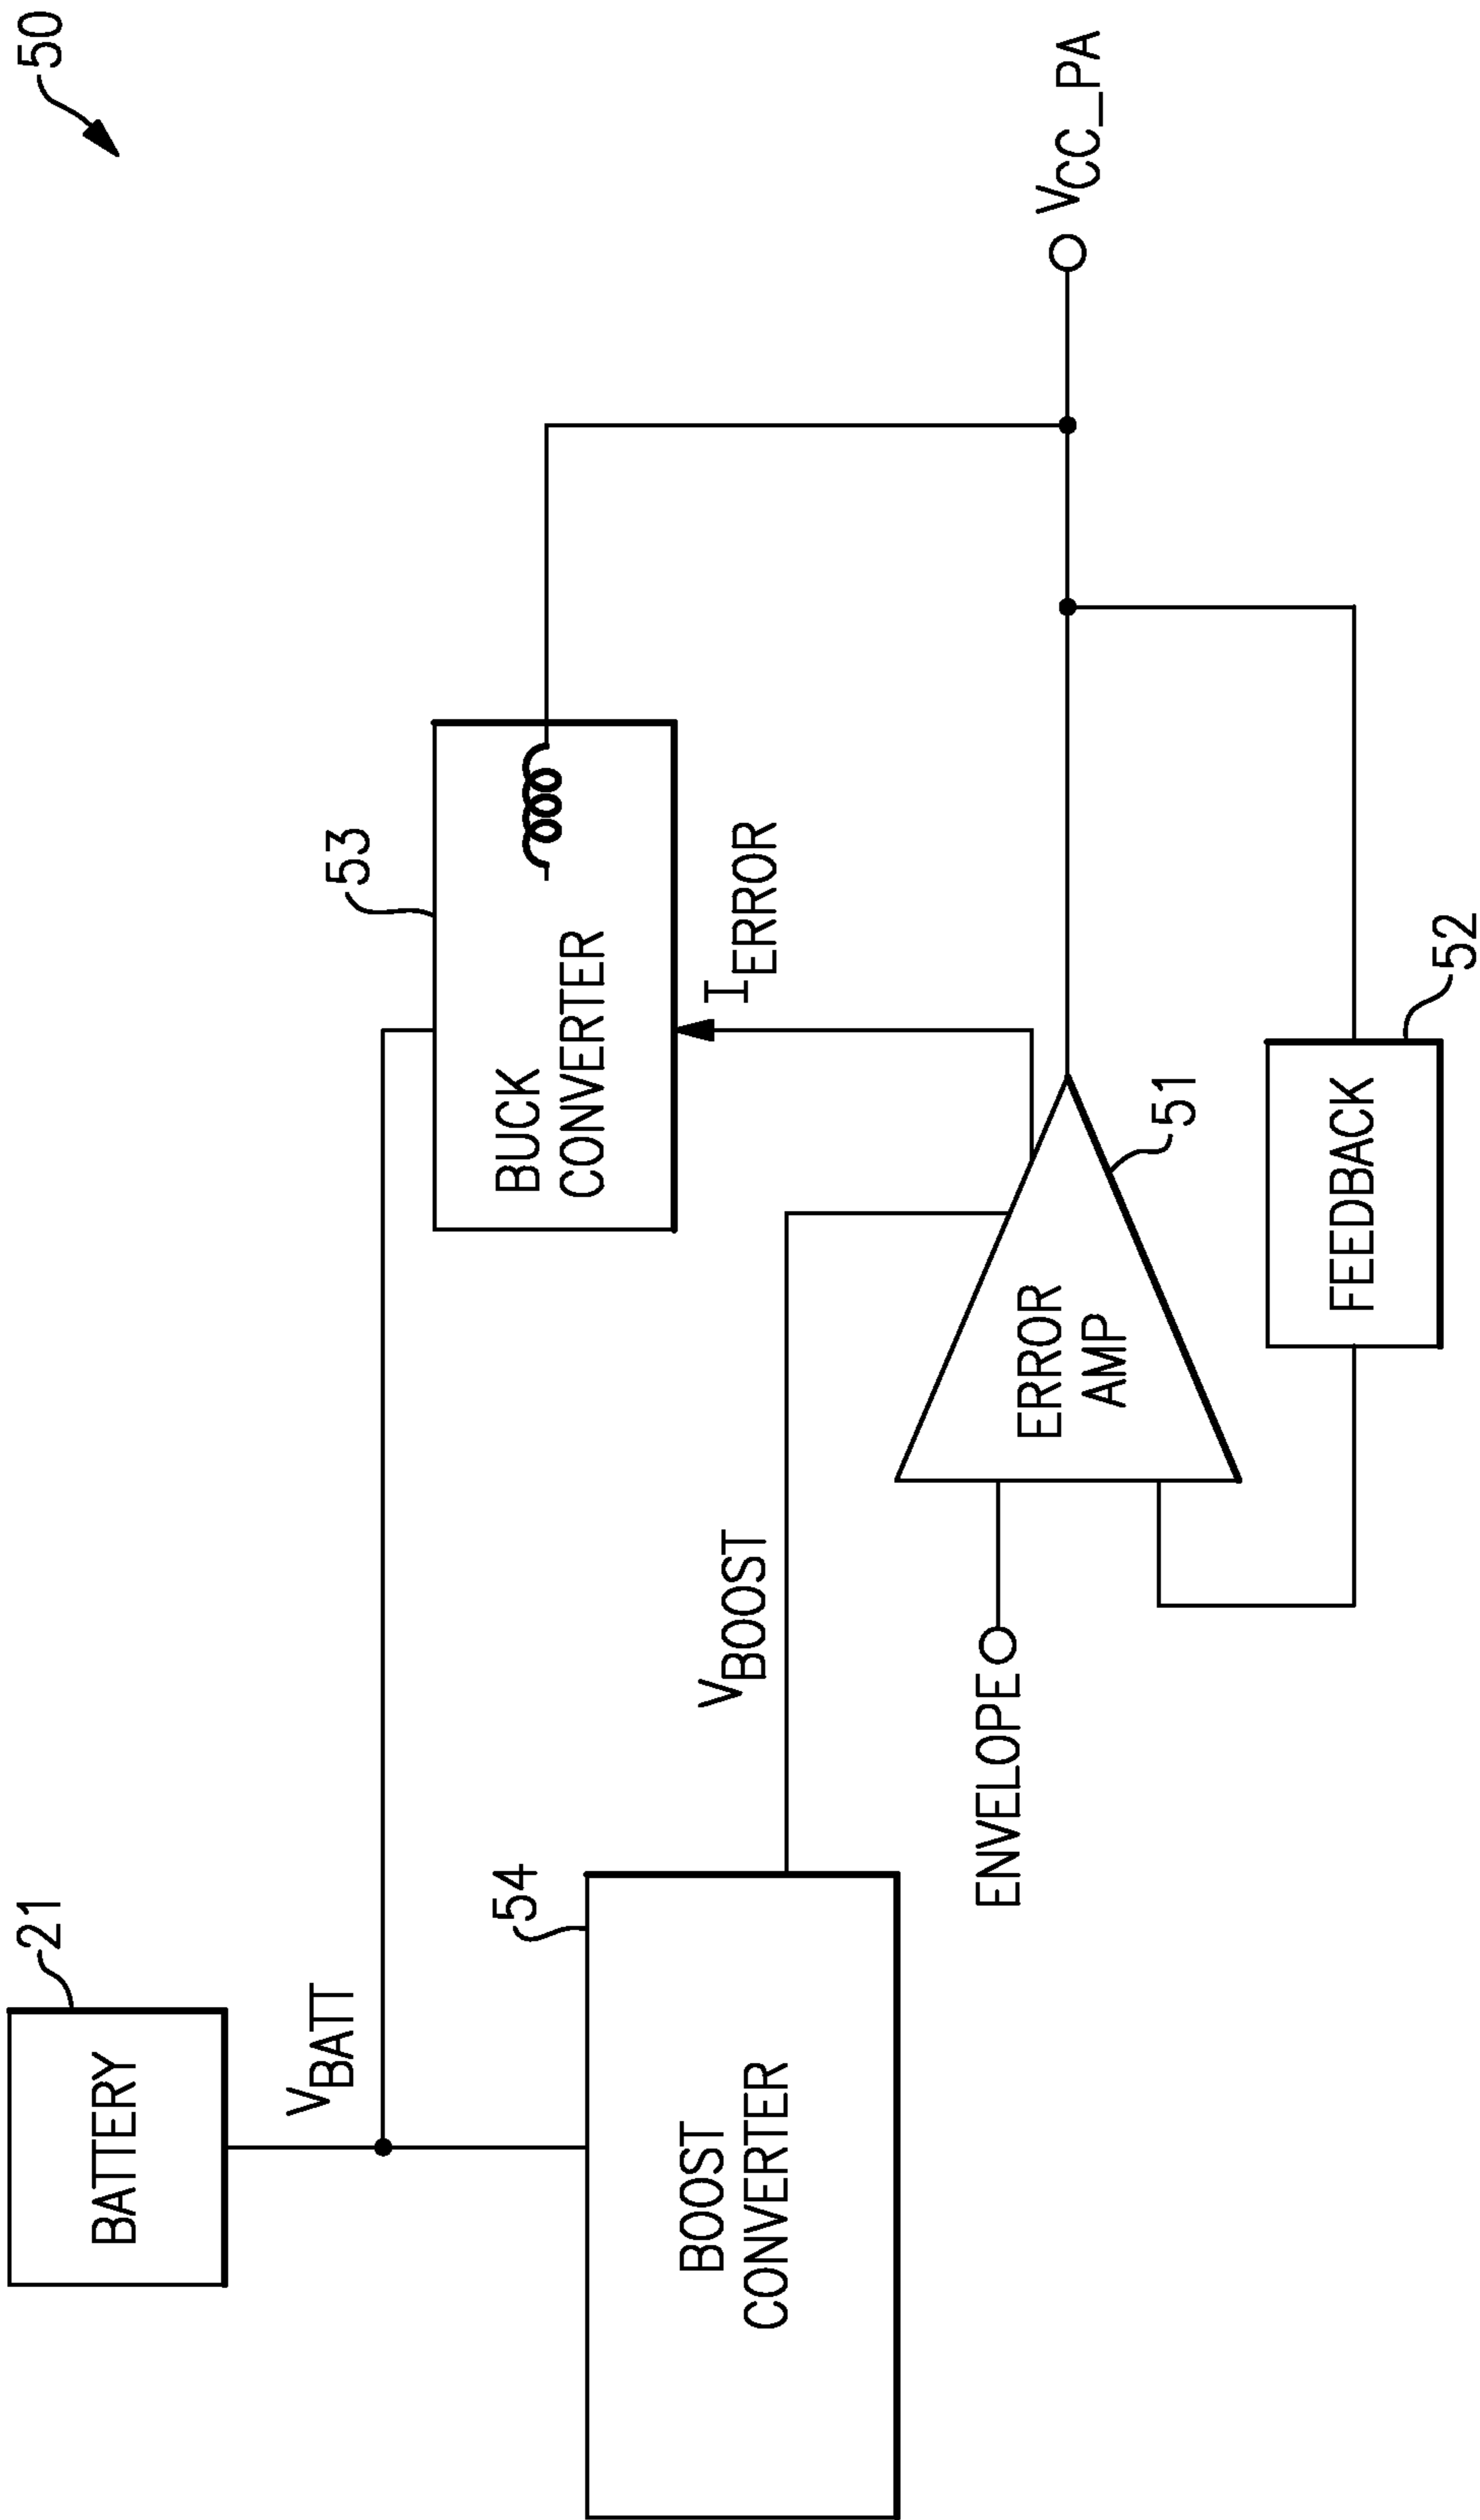 50
21
BATTERY
VBATT
53
BUCK
CONVERTER
54
BOOST
CONVERTER
VBOOST
IERROR
ENVELOPE
ERROR
AMP
51
VCC_PA
FEEDBACK
52